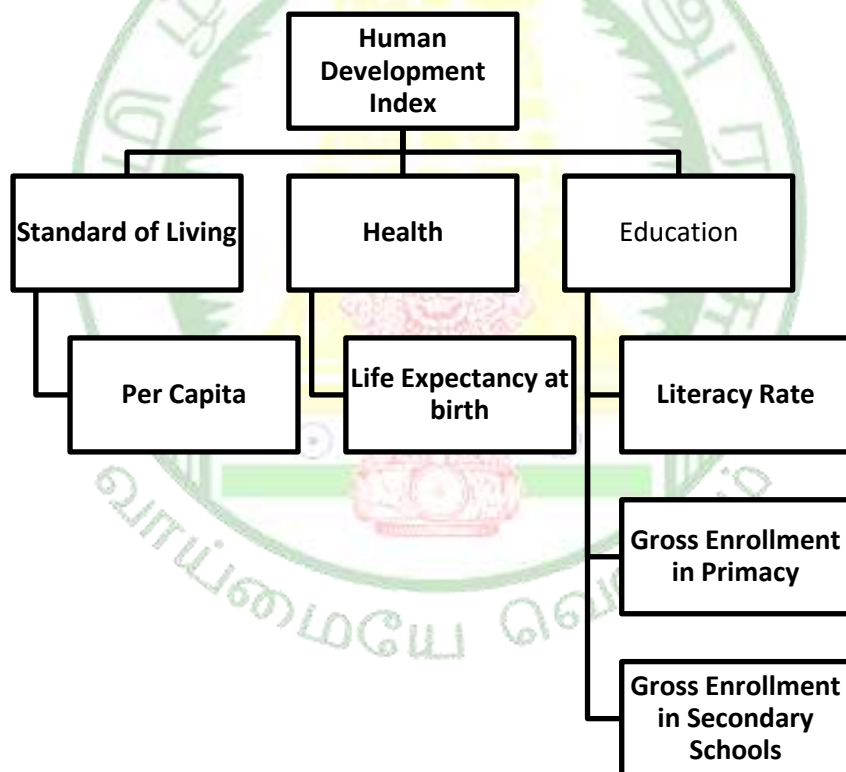 Human
Development
Index
Standard of Living
Health
Education
Per Capita
Life Expectancy at
birth
Literacy Rate
Gross Enrollment
in Primacy
Gross Enrollment
in Secondary
Schools
வாய்மையே